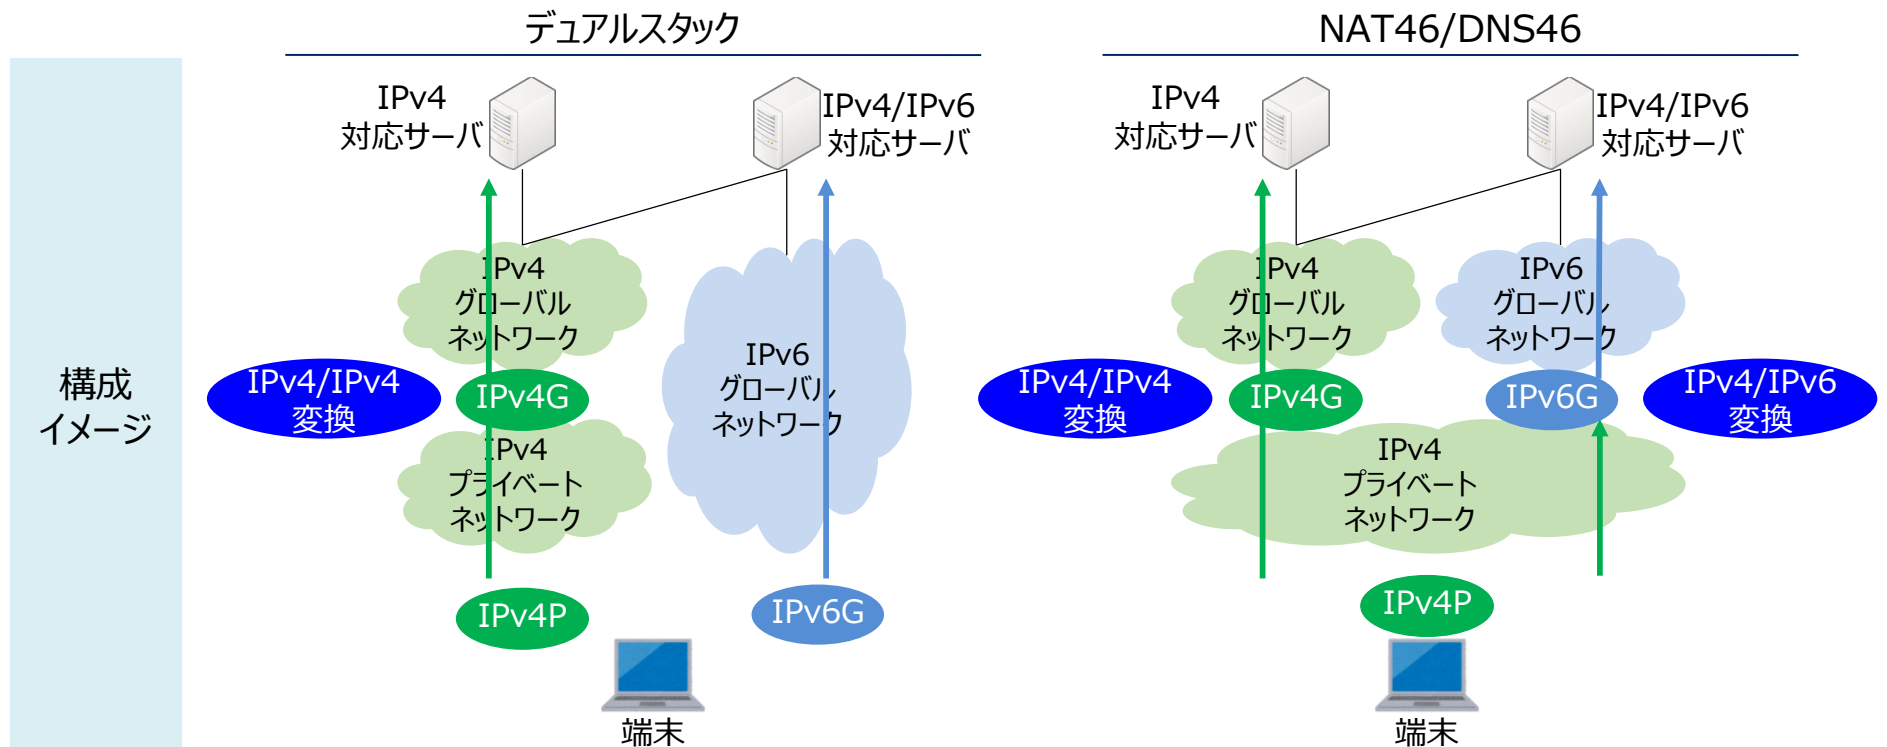 デュアルスタック
NAT46/DNS46
構成
イメージ
IPv4
対応サーバ
IPv4/IPv6
対応サーバ
IPv4
グローバル
ネットワーク
IPv4/IPv4
変換
IPv4G
IPv6
グローバル
ネットワーク
IPv4
プライベート
ネットワーク
IPv4P
IPv6G
端末
IPv4
対応サーバ
IPv4/IPv6
対応サーバ
IPv4
グローバル
ネットワーク
IPv6
グローバル
ネットワーク
IPv4/IPv4
変換
IPv4G
IPv6G
IPv4/IPv6
変換
IPv4
プライベート
ネットワーク
IPv4P
端末